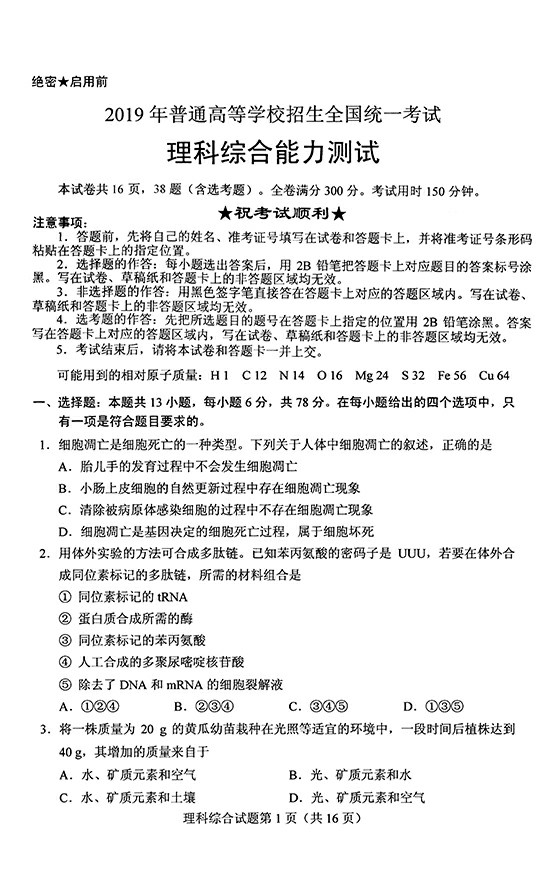 绝密★启用前
2019 年普通高等学校招生全国统一考试
理科综合能力测试
本试卷共 16 页，38 题（含选考题）。全卷满分 300 分。考试用时 150 分钟。
★祝考试顺利★
注意事项：
1．答题前，先将自己的姓名、准考证号填写在试卷和答题卡上，并将准考证号条形码
粘贴在答题卡上的指定位置。
2．选择题的作答：每小题选出答案后，用 2B 铅笔把答题卡上对应题目的答案标号涂
黑。写在试卷、草稿纸和答题卡上的非答题区域均无效。
3．非选择题的作答：用黑色签字笔直接答在答题卡上对应的答题区域内。写在试卷、
草稿纸和答题卡上的非答题区域均无效。
4．选考题的作答：先把所选题目的题号在答题卡上指定的位置用 2B 铅笔涂黑。答案
写在答题卡上对应的答题区域内，写在试卷、草稿纸和答题卡上的非答题区域均无效。
5．考试结束后，请将本试卷和答题卡一并上交。
可能用到的相对原子质量：H 1　C 12　N 14　O 16　Mg 24　S 32　Fe 56　Cu 64
一、选择题：本题共 13 小题，每小题 6 分，共 78 分。在每小题给出的四个选项中，只
有一项是符合题目要求的。
1．细胞凋亡是细胞死亡的一种类型。下列关于人体中细胞凋亡的叙述，正确的是
A．胎儿手的发育过程中不会发生细胞凋亡
B．小肠上皮细胞的自然更新过程中存在细胞凋亡现象
C．清除被病原体感染细胞的过程中不存在细胞凋亡现象
D．细胞凋亡是基因决定的细胞死亡过程，属于细胞坏死
2．用体外实验的方法可合成多肽链。已知苯丙氨酸的密码子是 UUU，若要在体外合
成同位素标记的多肽链，所需的材料组合是
① 同位素标记的 tRNA
② 蛋白质合成所需的酶
③ 同位素标记的苯丙氨酸
④ 人工合成的多聚尿嘧啶核苷酸
⑤ 除去了 DNA 和 mRNA 的细胞裂解液
A．①②④　B．②③④　C．③④⑤　D．①③⑤
3．将一株质量为 20 g 的黄瓜幼苗栽种在光照等适宜的环境中，一段时间后植株达到
40 g，其增加的质量来自于
A．水、矿质元素和空气　B．光、矿质元素和水
C．水、矿质元素和土壤　D．光、矿质元素和空气
理科综合试题第 1 页（共 16 页）